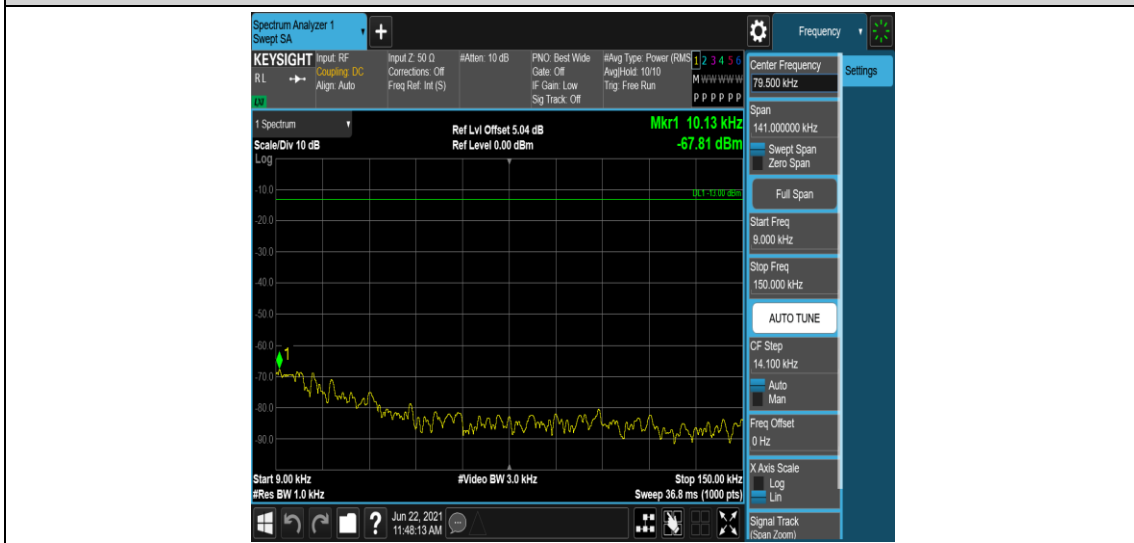 Spectrum Analyzer 1
Swept SA
+
Frequency
KEYSIGHT
RL
LXI
Input: RF
Coupling: DC
Align: Auto
Input Z: 50 Ω
Corrections: Off
Freq Ref: Int (S)
#Atten: 10 dB
PNO: Best Wide
Gate: Off
IF Gain: Low
Sig Track: Off
#Avg Type: Power (RMS
Avg|Hold: 10/10
Trig: Free Run
1 2 3 4 5 6
M W W W W W
P P P P P P
1 Spectrum
Scale/Div 10 dB
Log
Ref Lvl Offset 5.04 dB
Ref Level 0.00 dBm
Mkr1 10.13 kHz
-67.81 dBm
DL1 -13.00 dBm
-10.0
-20.0
-30.0
-40.0
-50.0
-60.0
1
-70.0
-80.0
-90.0
Start 9.00 kHz
#Res BW 1.0 kHz
#Video BW 3.0 kHz
Stop 150.00 kHz
Sweep 36.8 ms (1000 pts)
Center Frequency
79.500 kHz
Settings
Span
141.000000 kHz
Swept Span
Zero Span
Full Span
Start Freq
9.000 kHz
Stop Freq
150.000 kHz
AUTO TUNE
CF Step
14.100 kHz
Auto
Man
Freq Offset
0 Hz
X Axis Scale
Log
Lin
Signal Track
(Span Zoom)
?
Jun 22, 2021
11:48:13 AM